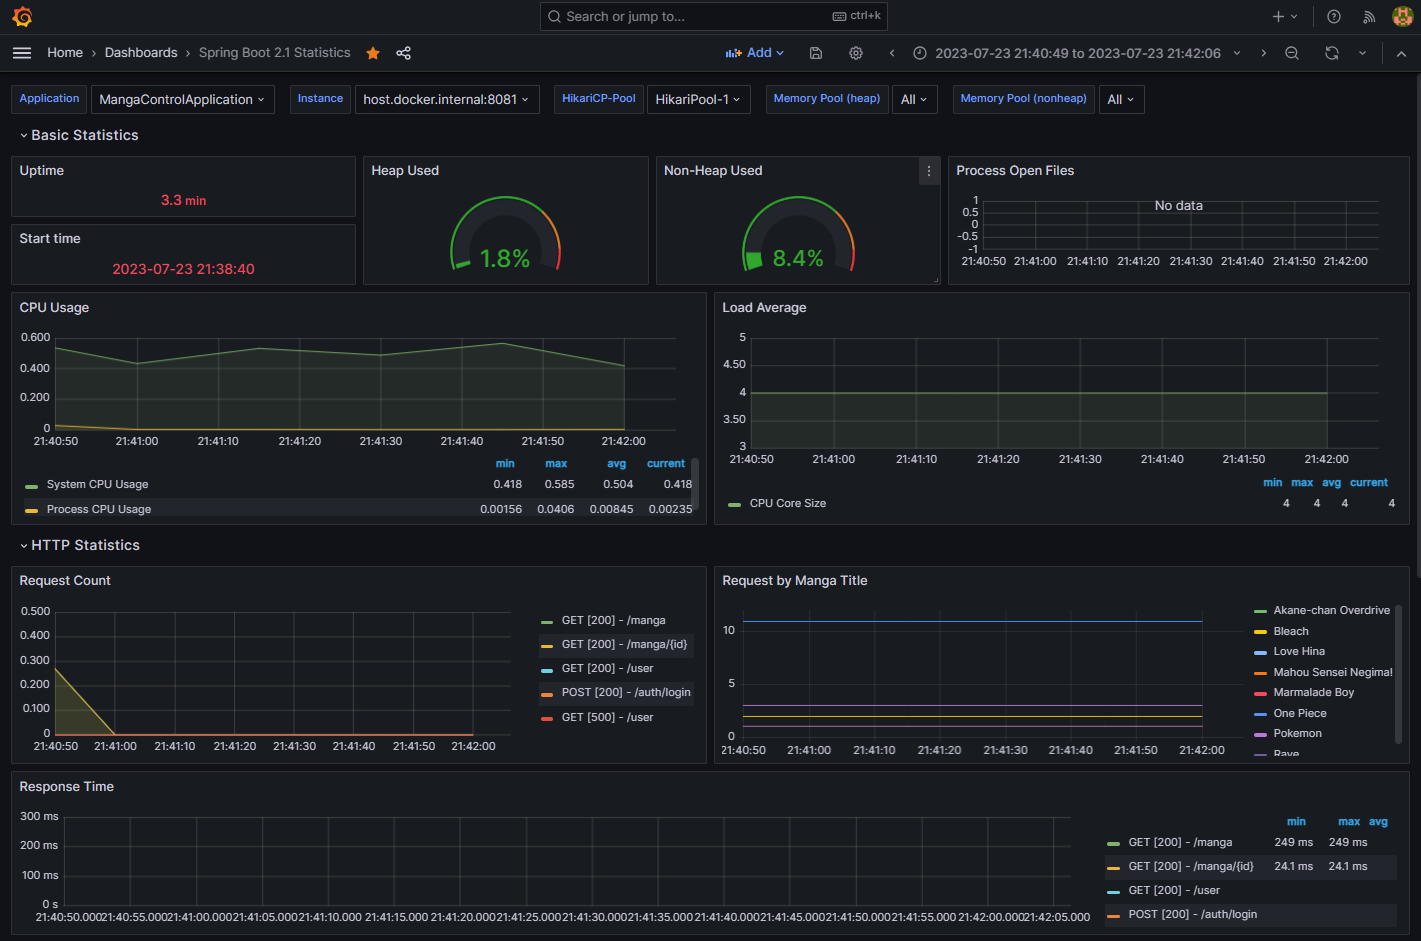 Search or jump to... ctrl+k
Home › Dashboards › Spring Boot 2.1 Statistics Add 2023-07-23 21:40:49 to 2023-07-23 21:42:06
Application MangaControlApplication Instance host.docker.internal:8081 HikariCP-Pool HikariPool-1 Memory Pool (heap) All Memory Pool (nonheap) All
Basic Statistics
Uptime
3.3 min
Start time
2023-07-23 21:38:40
Heap Used
1.8%
Non-Heap Used
8.4%
Process Open Files
1
0.5
0
-0.5
-1
No data
21:40:50 21:41:00 21:41:10 21:41:20 21:41:30 21:41:40 21:41:50 21:42:00
CPU Usage
0.600
0.400
0.200
0
21:40:50 21:41:00 21:41:10 21:41:20 21:41:30 21:41:40 21:41:50 21:42:00
min max avg current
System CPU Usage 0.418 0.585 0.504 0.418
Process CPU Usage 0.00156 0.0406 0.00845 0.00235
Load Average
5
4.50
4
3.50
3
21:40:50 21:41:00 21:41:10 21:41:20 21:41:30 21:41:40 21:41:50 21:42:00
min max avg current
CPU Core Size 4 4 4 4
HTTP Statistics
Request Count
0.500
0.400
0.300
0.200
0.100
0
21:40:50 21:41:00 21:41:10 21:41:20 21:41:30 21:41:40 21:41:50 21:42:00
GET [200] - /manga
GET [200] - /manga/{id}
GET [200] - /user
POST [200] - /auth/login
GET [500] - /user
Request by Manga Title
10
5
0
21:40:50 21:41:00 21:41:10 21:41:20 21:41:30 21:41:40 21:41:50 21:42:00
Akane-chan Overdrive
Bleach
Love Hina
Mahou Sensei Negima!
Marmalade Boy
One Piece
Pokemon
Rave
Response Time
300 ms
200 ms
100 ms
0 s
21:40:50.000 21:40:55.000 21:41:00.000 21:41:05.000 21:41:10.000 21:41:15.000 21:41:20.000 21:41:25.000 21:41:30.000 21:41:35.000 21:41:40.000 21:41:45.000 21:41:50.000 21:41:55.000 21:42:00.000 21:42:05.000
min max avg
GET [200] - /manga 249 ms 249 ms
GET [200] - /manga/{id} 24.1 ms 24.1 ms
GET [200] - /user
POST [200] - /auth/login